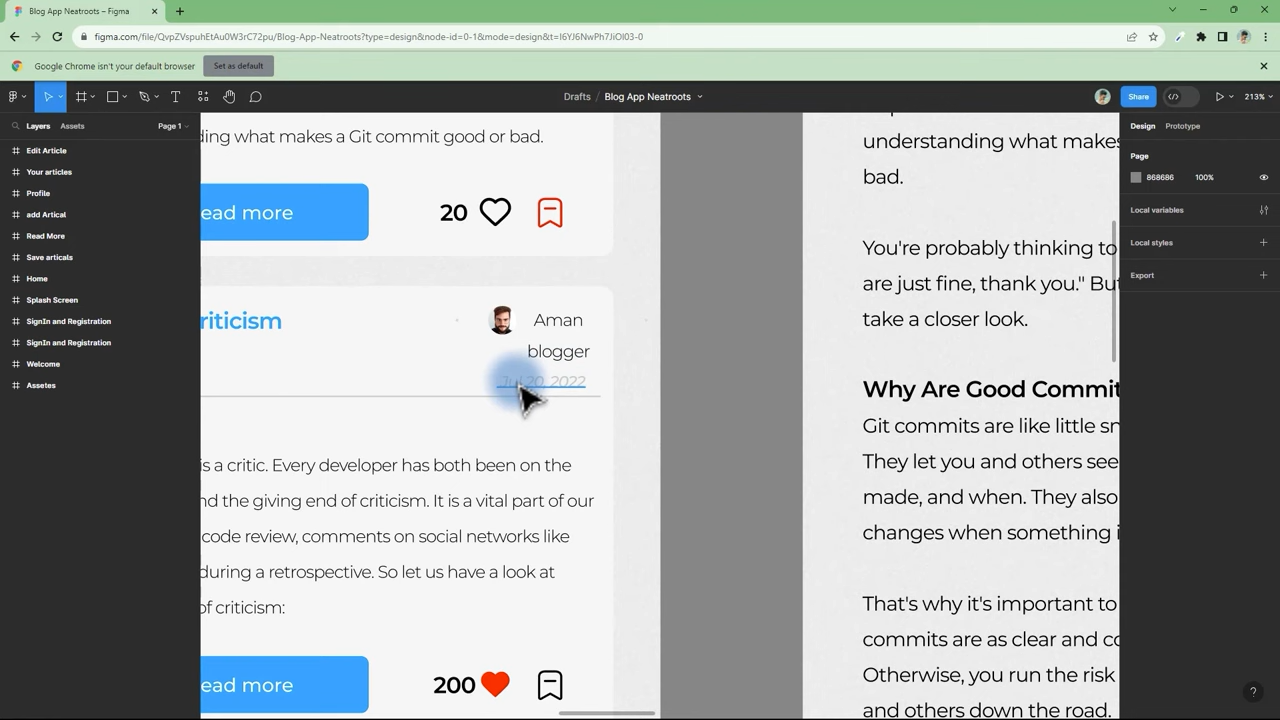 Blog App Neatroots – Figma
figma.com/file/QvpZVspuhEtAu0W3rC72pu/Blog-App-Neatroots?type=design&node-id=0-1&mode=design&t=I6YJ6NwPh7JiOI03-0
Google Chrome isn't your default browser
Set as default
Drafts / Blog App Neatroots
Share
213%
Layers
Assets
Page 1
Edit Article
Your articles
Profile
add Artical
Read More
Save articals
Home
Splash Screen
SignIn and Registration
SignIn and Registration
Welcome
Assetes
ding what makes a Git commit good or bad.
ead more
20
riticism
Aman
blogger
Jul 20, 2022
is a critic. Every developer has both been on the
nd the giving end of criticism. It is a vital part of our
code review, comments on social networks like
during a retrospective. So let us have a look at
of criticism:
ead more
200
understanding what makes
bad.
You're probably thinking to
are just fine, thank you." But
take a closer look.
Why Are Good Commit
Git commits are like little sn
They let you and others see
made, and when. They also
changes when something i
That's why it's important to
commits are as clear and co
Otherwise, you run the risk
and others down the road.
Design
Prototype
Page
868686
100%
Local variables
Local styles
Export
?